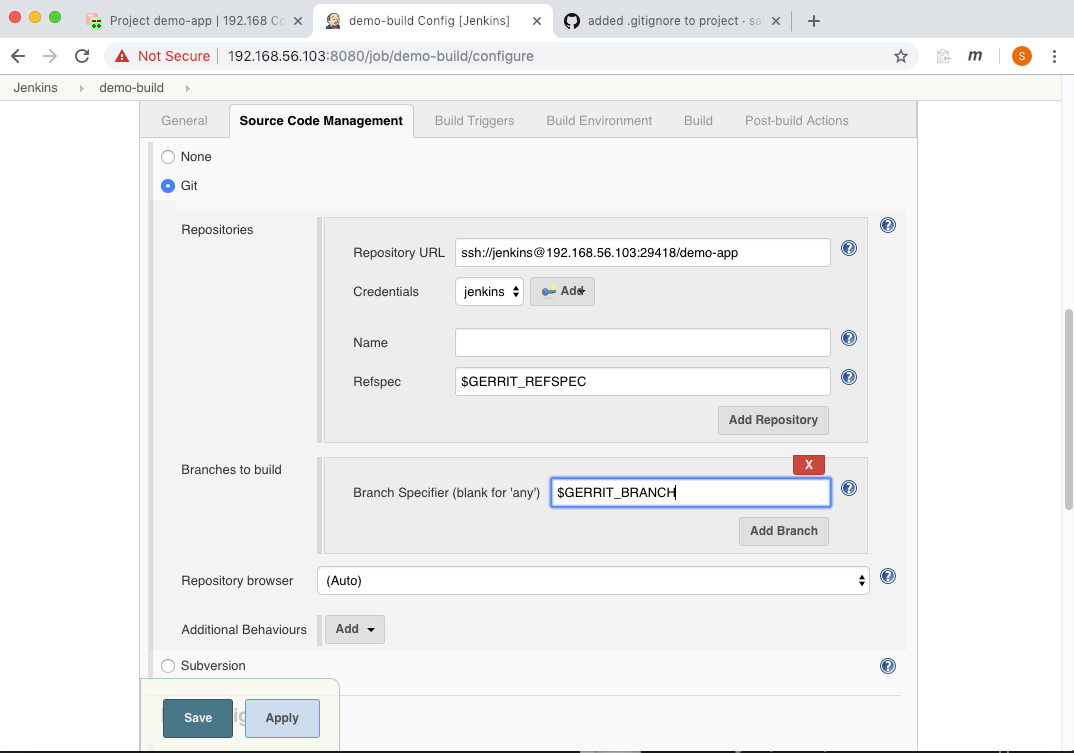 Project demo-app | 192.168 Co
demo-build Config [Jenkins]
added .gitignore to project · sa
Not Secure
192.168.56.103:8080/job/demo-build/configure
m
S
Jenkins
demo-build
General
Source Code Management
Build Triggers
Build Environment
Build
Post-build Actions
None
Git
Repositories
Repository URL
ssh://jenkins@192.168.56.103:29418/demo-app
Credentials
jenkins
Add
Name
Refspec
$GERRIT_REFSPEC
Add Repository
Branches to build
X
Branch Specifier (blank for 'any')
$GERRIT_BRANCH
Add Branch
Repository browser
(Auto)
Additional Behaviours
Add
Subversion
Save
Apply